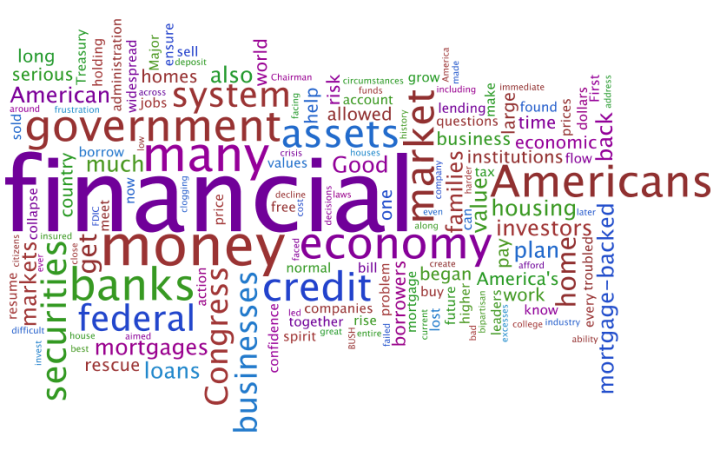 long
serious
Treasury
holding
administration
widespread
Major
ensure
sell
deposit
also
world
Chairman
circumstances
grow
America
made
American
across
jobs
homes
system
facing
help
risk
funds
account
allowed
history
including
immediate
lending
make
questions
large
found
time
prices
dollars
First
address
around
frustration
sold
government
assets
market
business
economic
back
borrow
low
many
crisis
values
houses
Good
company
families
harder
tax
institutions
flow
country
much
now
clogging
financial
decline
free
cost
decisions
laws
one
even
can
value
Americans
collapse
FDIC
meet
price
along
housing
later
citizens
insured
ever
close
get
money
faced
economy
create
pay
afford
investors
plan
home
every
troubled
mortgage-backed
resume
markets
securities
banks
action
normal
bill
credit
problem
borrowers
mortgage
began
buy
future
higher
America's
work
leaders
bipartisan
difficult
federal
Congress
businesses
confidence
led
companies
together
rise
spirit
great
BUSH
entire
failed
current
lost
bad
college
excesses
industry
know
ability
invest
house
best
aimed
mortgages
rescue
loans